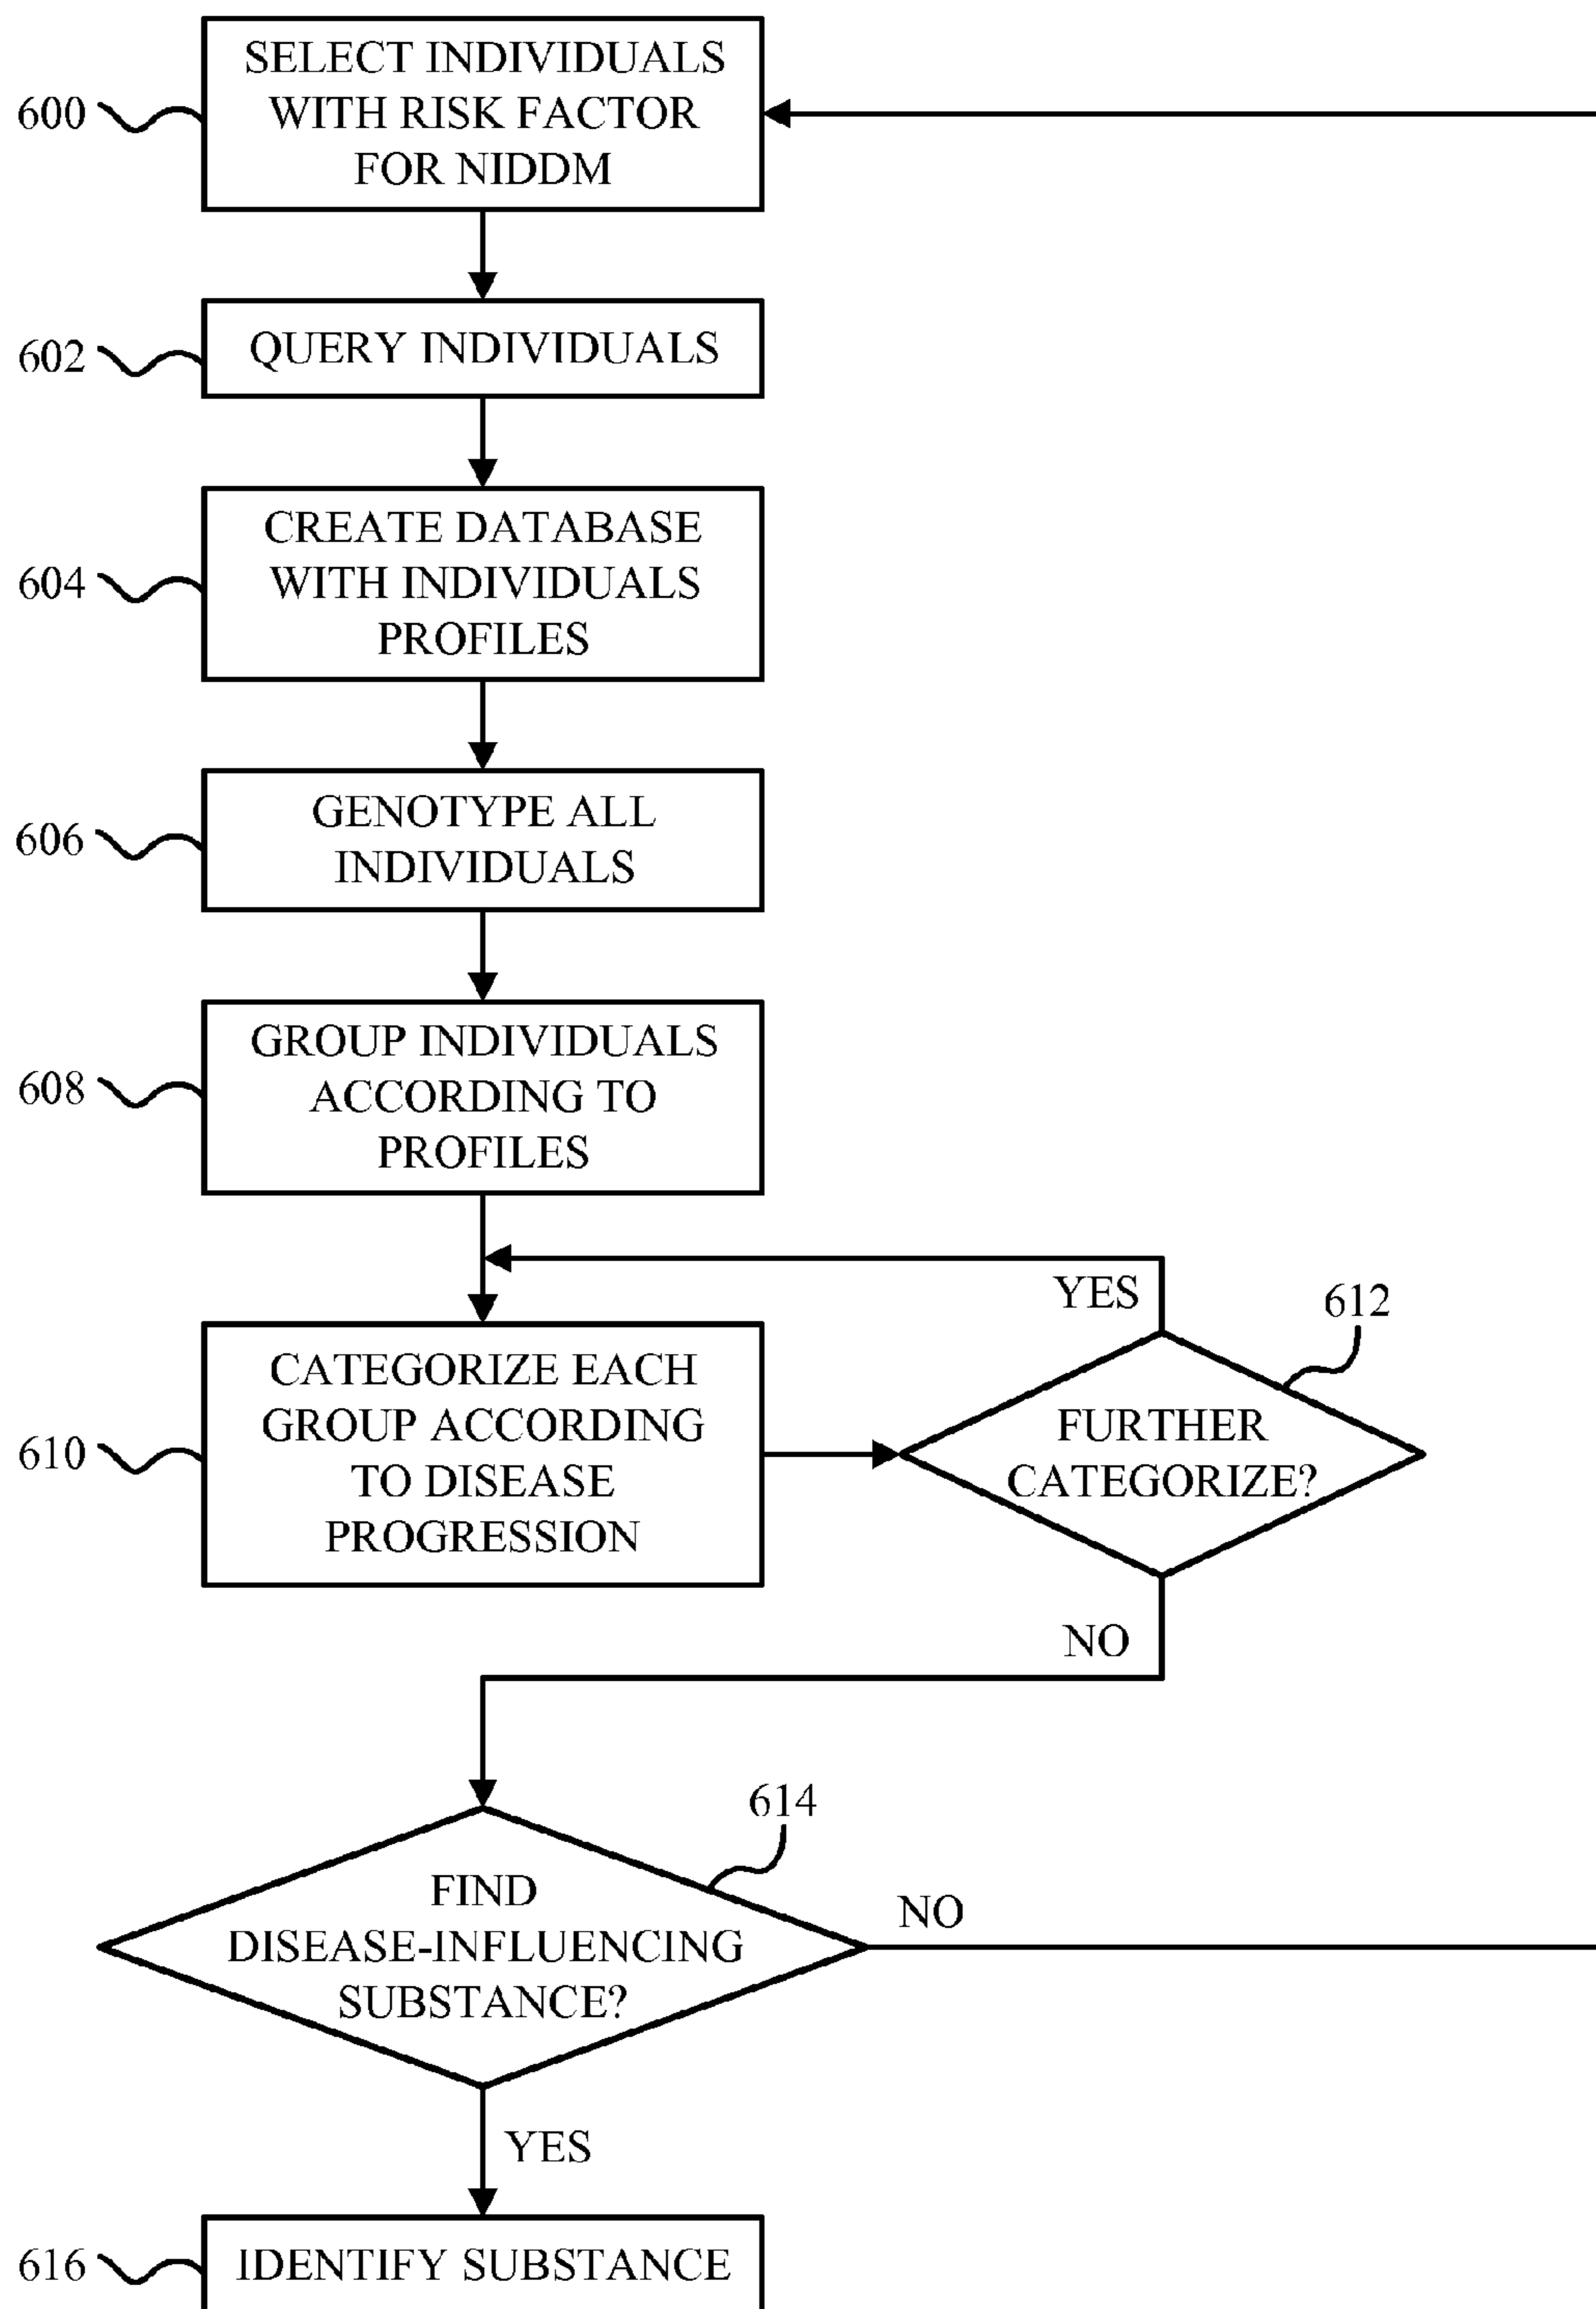 600
SELECT INDIVIDUALS
WITH RISK FACTOR
FOR NIDDM
602
QUERY INDIVIDUALS
604
CREATE DATABASE
WITH INDIVIDUALS
PROFILES
606
GENOTYPE ALL
INDIVIDUALS
608
GROUP INDIVIDUALS
ACCORDING TO
PROFILES
610
CATEGORIZE EACH
GROUP ACCORDING
TO DISEASE
PROGRESSION
YES
612
FURTHER
CATEGORIZE?
NO
614
FIND
DISEASE-INFLUENCING
SUBSTANCE?
NO
YES
616
IDENTIFY SUBSTANCE